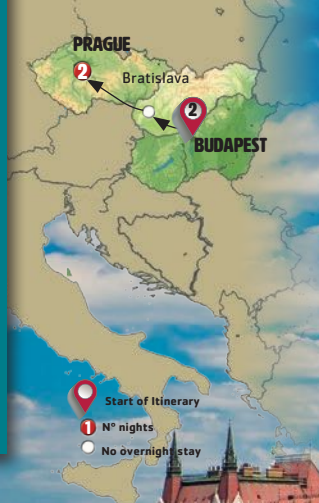 PRAGUE
2
Bratislava
2
BUDAPEST
Start of Itinerary
1 Nº nights
No overnight stay